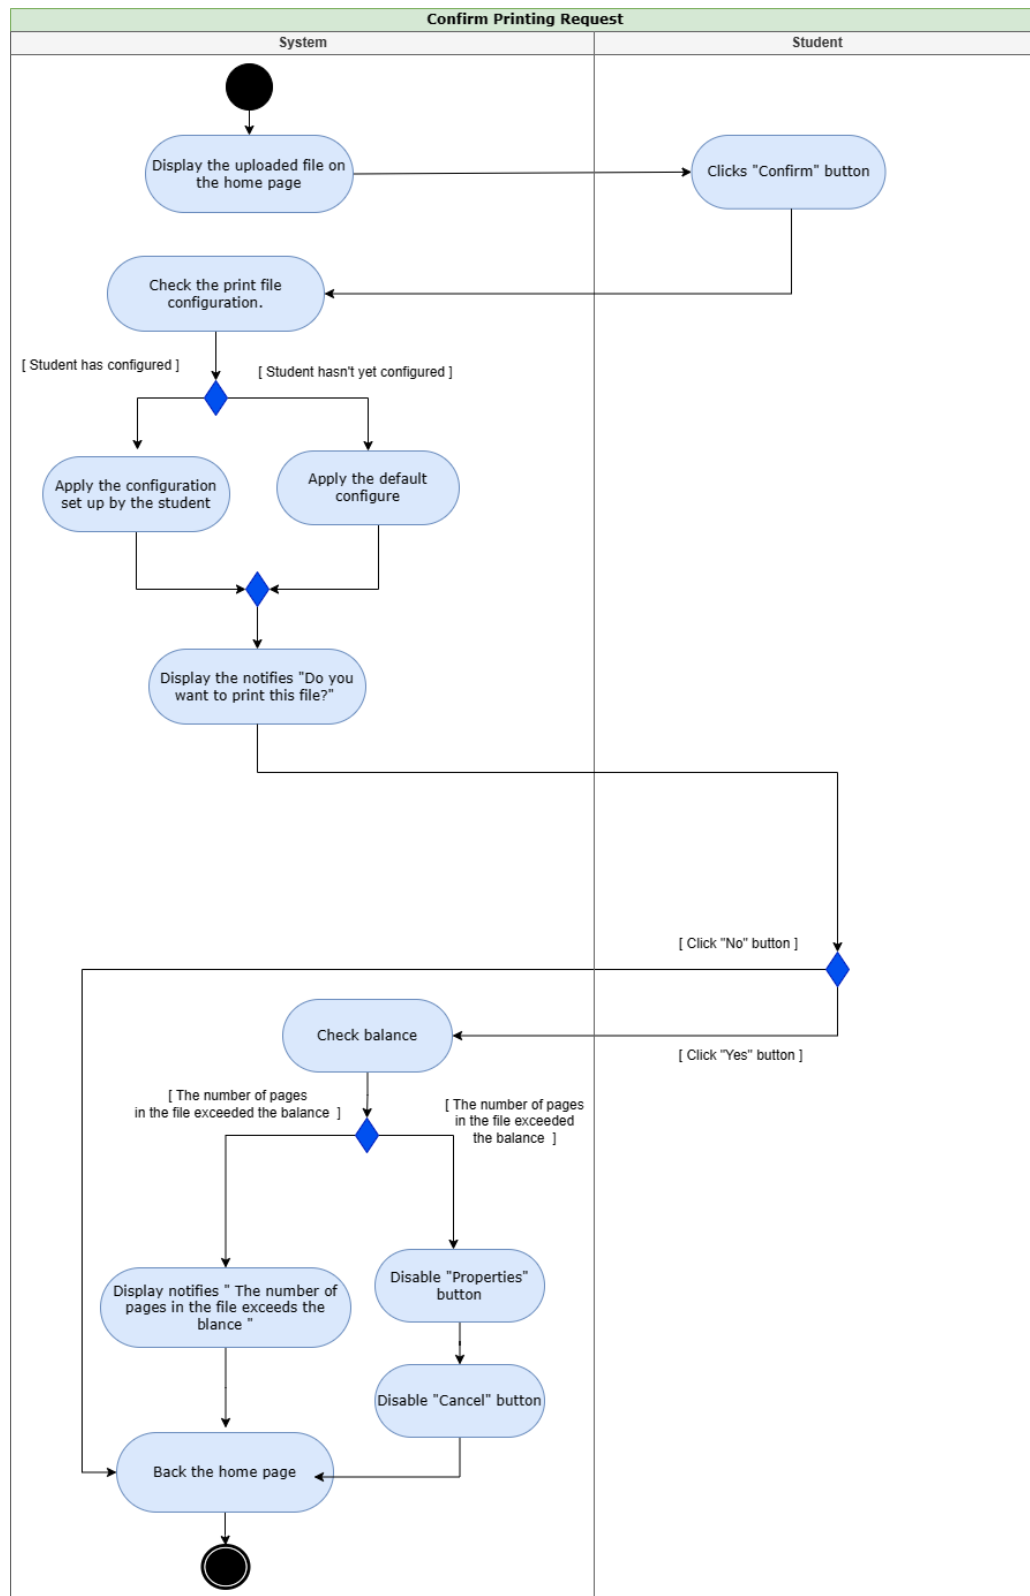 Confirm Printing Request
System
Student
Display the uploaded file on
the home page
Clicks "Confirm" button
Check the print file
configuration.
[ Student has configured ]
[ Student hasn't yet configured ]
Apply the configuration
set up by the student
Apply the default
configure
Display the notifies "Do you
want to print this file?"
[ Click "No" button ]
Check balance
[ Click "Yes" button ]
[ The number of pages
in the file exceeded the balance ]
[ The number of pages
in the file exceeded
the balance ]
Display notifies " The number of
pages in the file exceeds the
blance "
Disable "Properties"
button
Disable "Cancel" button
Back the home page